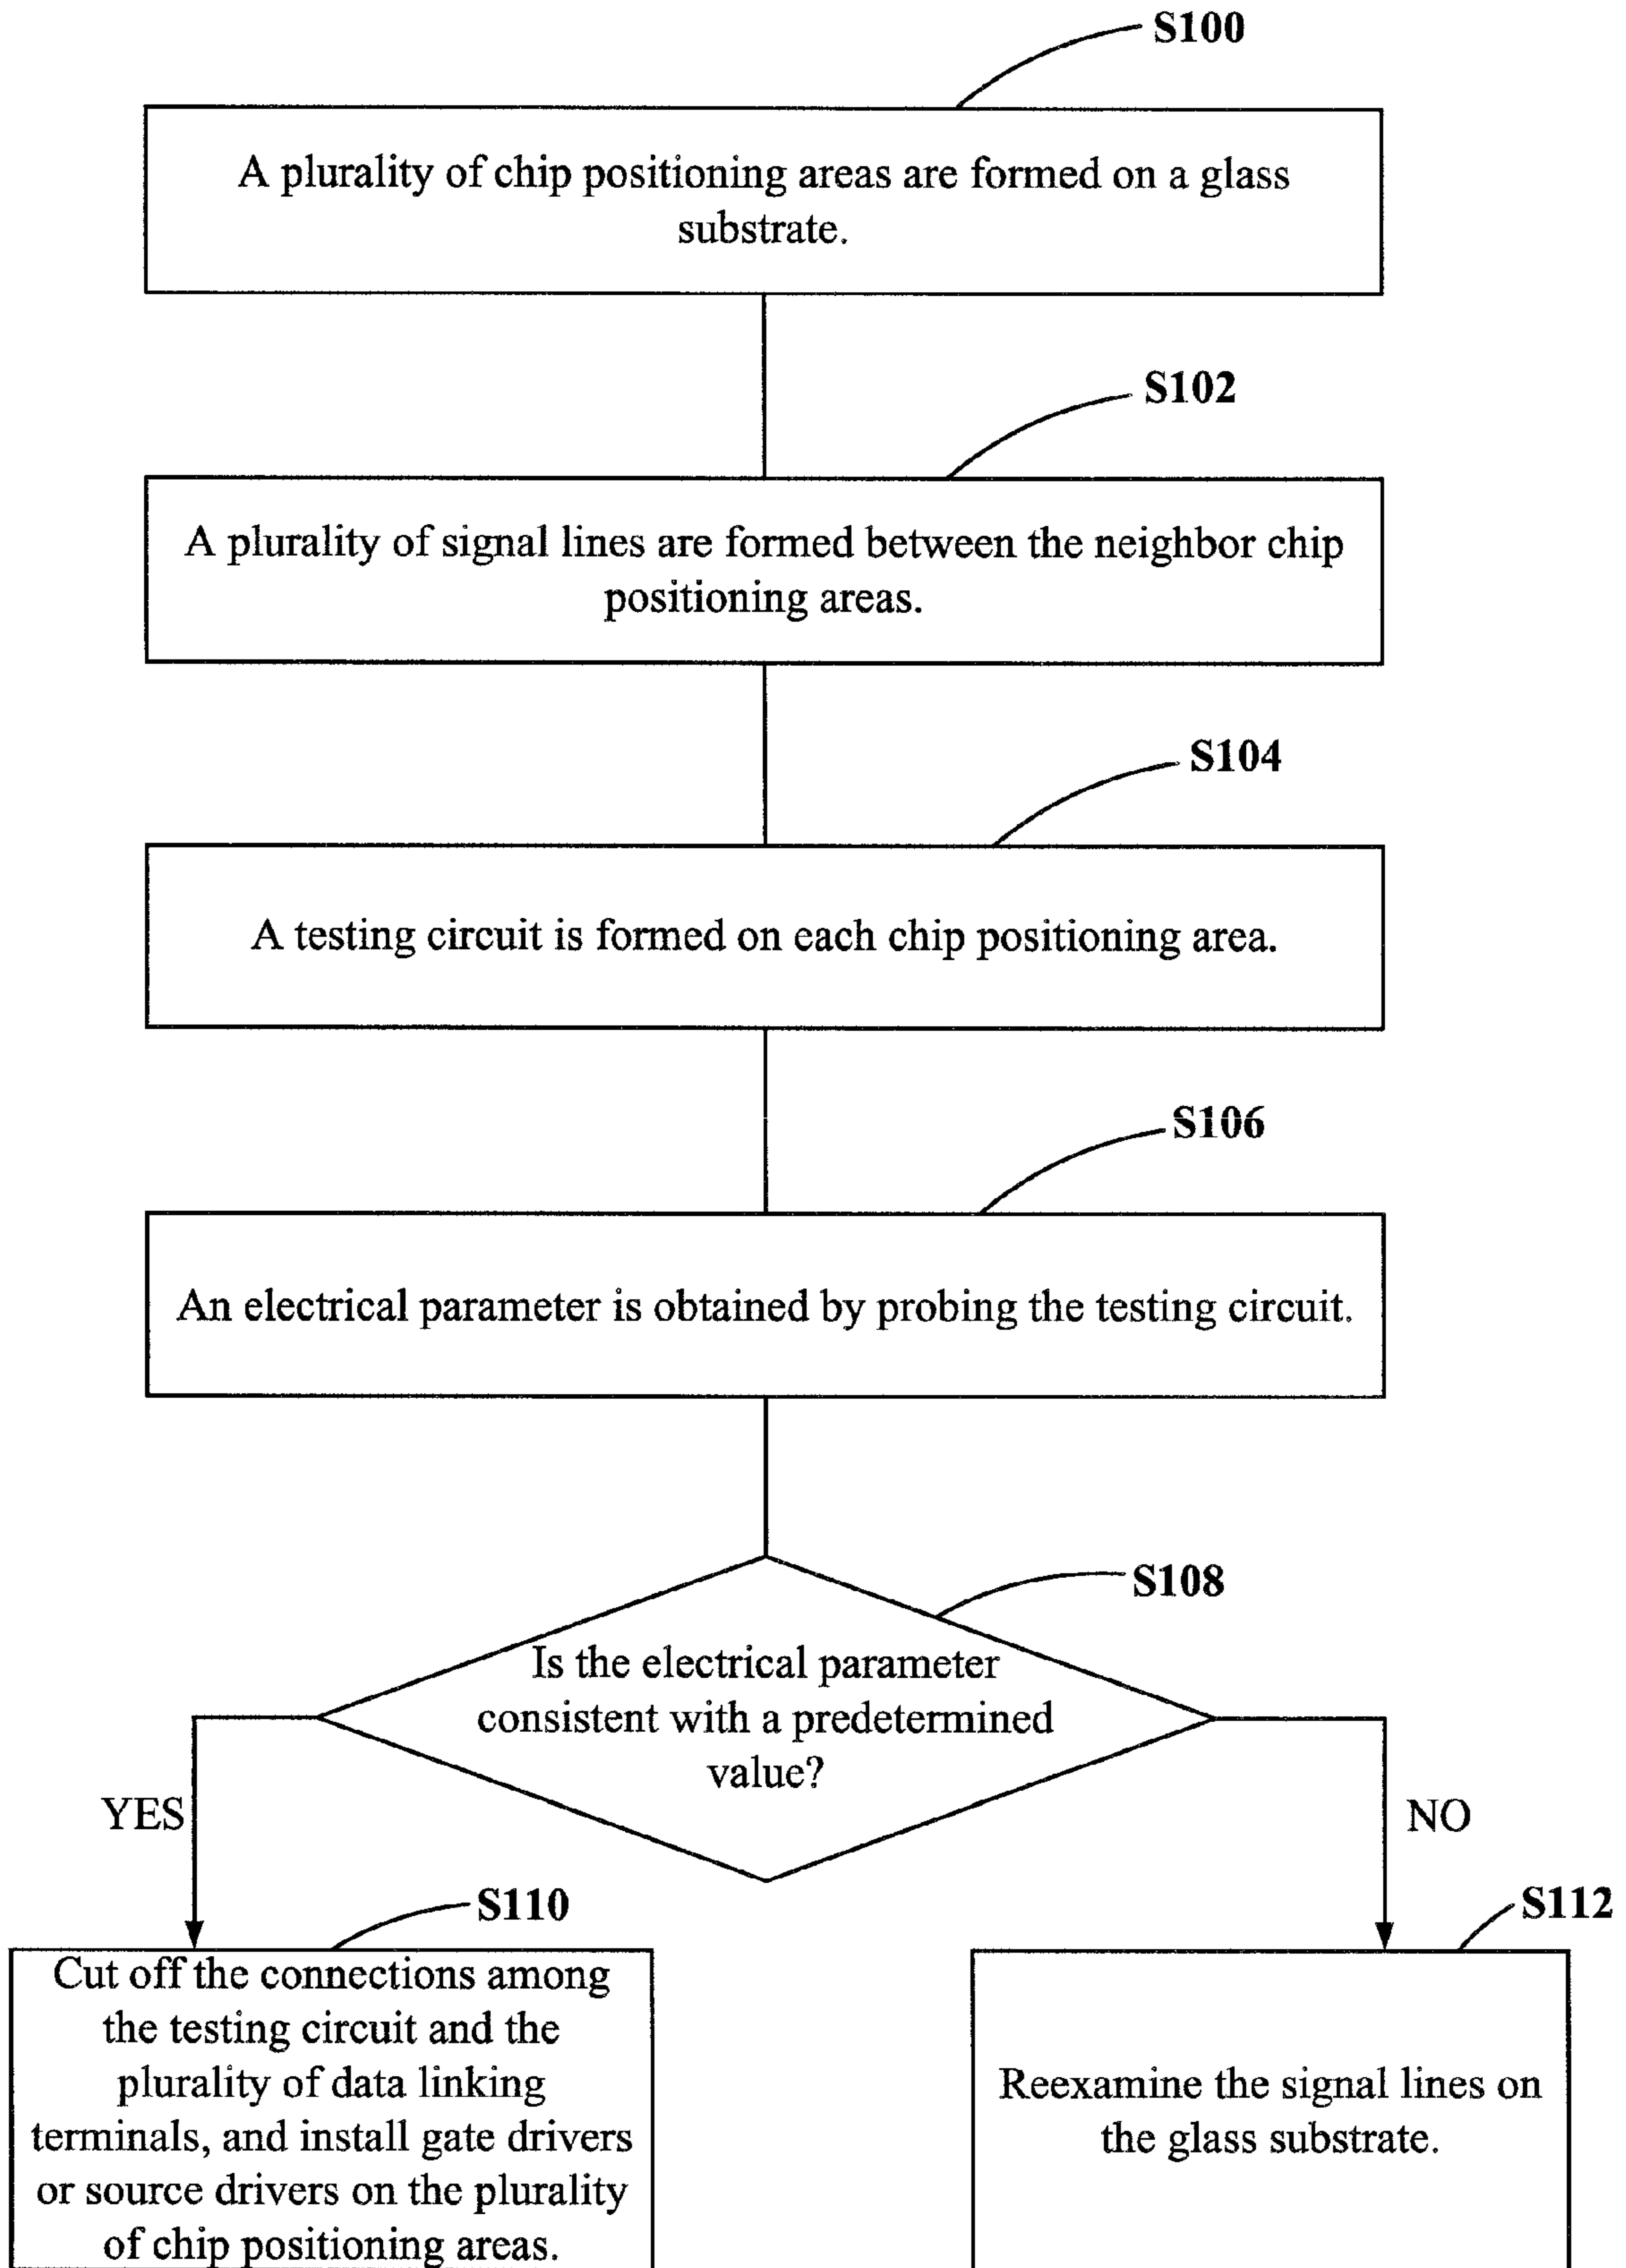 S100
A plurality of chip positioning areas are formed on a glass
substrate.
S102
A plurality of signal lines are formed between the neighbor chip
positioning areas.
S104
A testing circuit is formed on each chip positioning area.
S106
An electrical parameter is obtained by probing the testing circuit.
S108
Is the electrical parameter
consistent with a predetermined
value?
YES
NO
S110
Cut off the connections among
the testing circuit and the
plurality of data linking
terminals, and install gate drivers
or source drivers on the plurality
of chip positioning areas.
S112
Reexamine the signal lines on
the glass substrate.